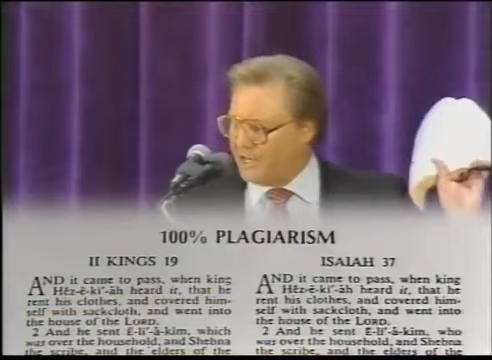 100% PLAGIARISM
II KINGS 19
AND it came to pass, when king
Hĕz-ĕ-kī´-äh heard it, that he
rent his clothes, and covered him-
self with sackcloth, and went into
the house of the LORD.
2 And he sent Ē-lī´-ă-kim, which
was over the household, and Shebna
the scribe, and the elders of the
ISAIAH 37
AND it came to pass, when king
Hĕz-ĕ-kī´-äh heard it, that he
rent his clothes, and covered him-
self with sackcloth, and went into
the house of the LORD.
2 And he sent Ē-lī´-ă-kim, who
was over the household, and Shebna
the scribe, and the elders of the